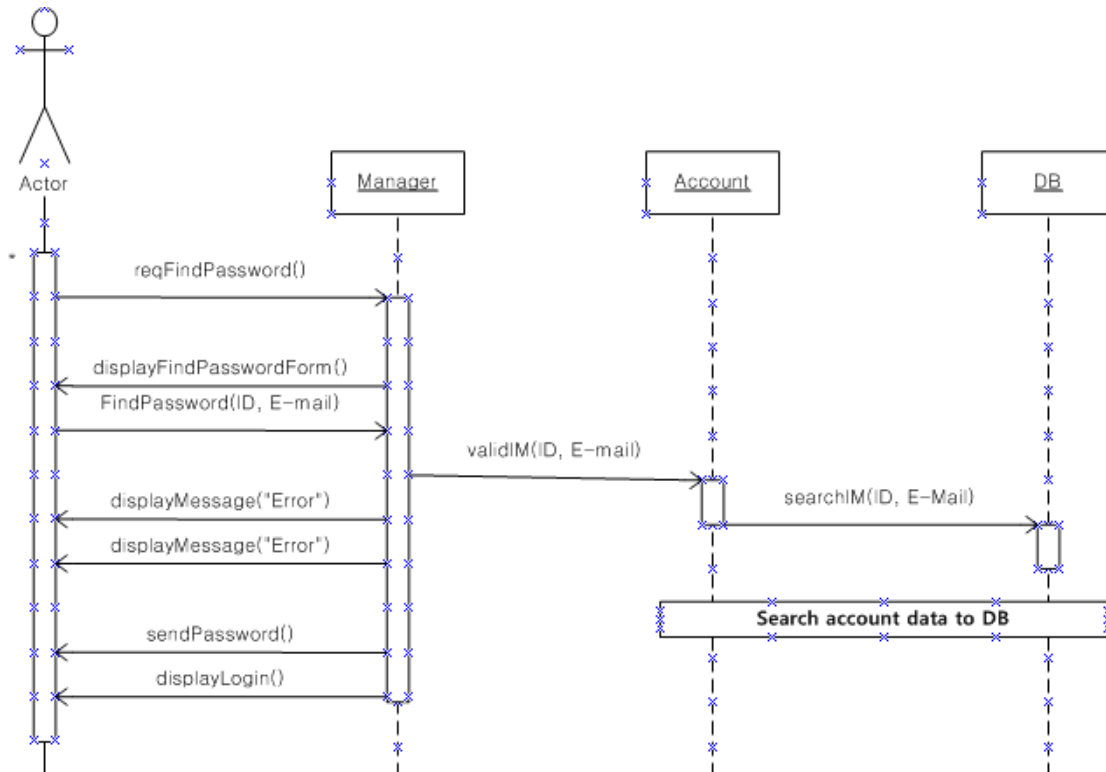 Actor
Manager
Account
DB
reqFindPassword()
displayFindPasswordForm()
FindPassword(ID, E-mail)
validIM(ID, E-mail)
searchIM(ID, E-Mail)
displayMessage("Error")
displayMessage("Error")
Search account data to DB
sendPassword()
displayLogin()